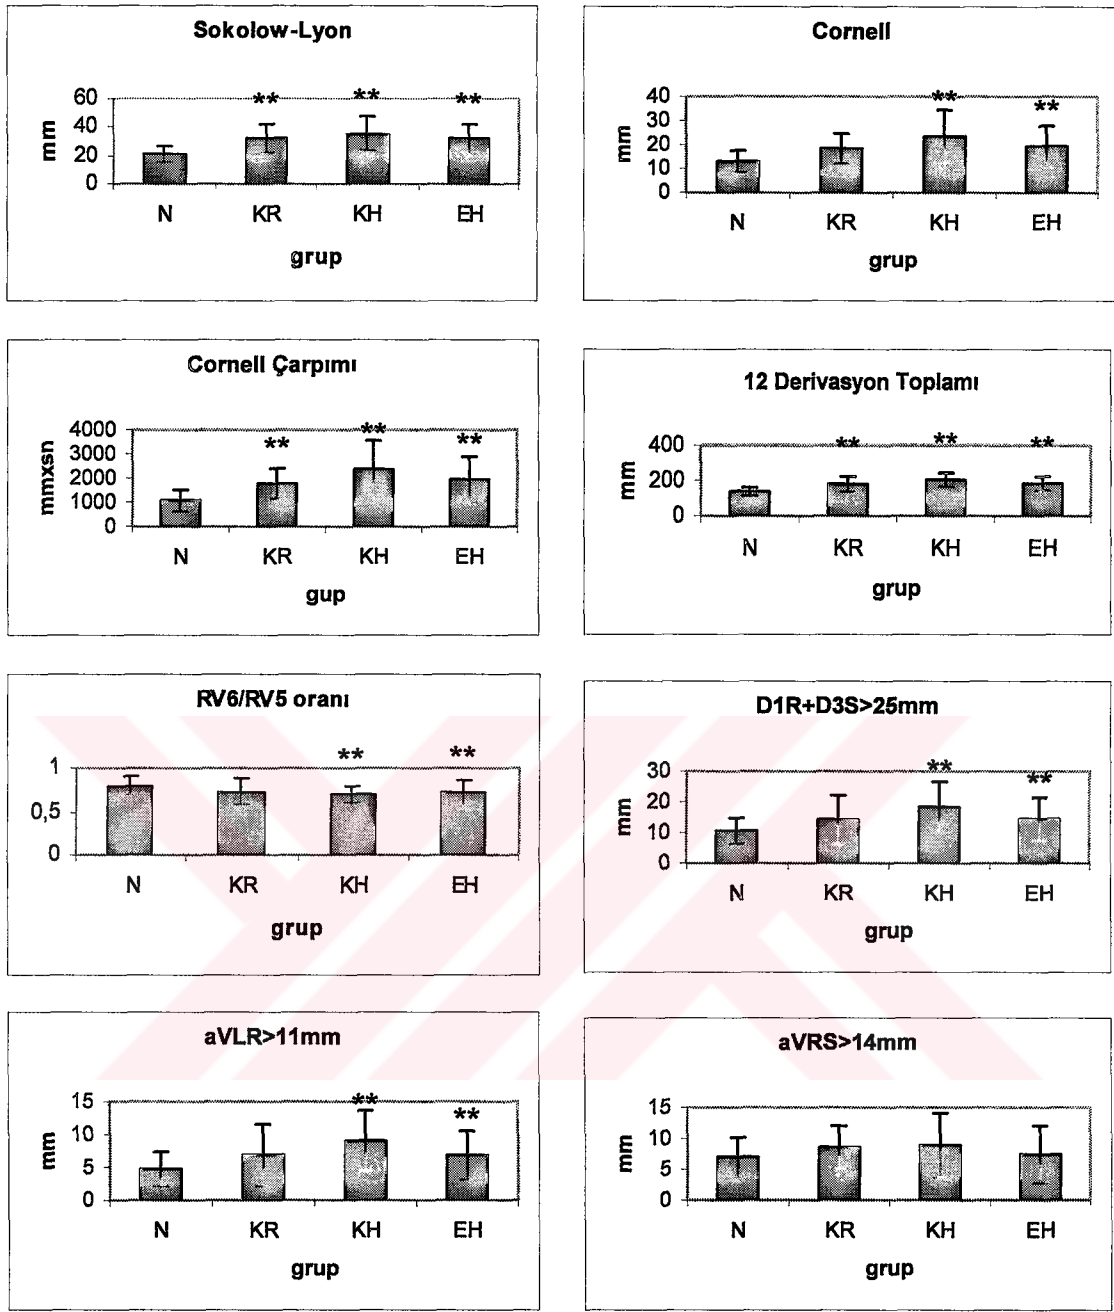 Sokolow-Lyon
60
40
20
0
mm
** ** **
N KR KH EH
grup
Cornell
40
30
20
10
0
mm
** **
N KR KH EH
grup
Cornell Çarpımı
4000
3000
2000
1000
0
mmxsn
** ** **
N KR KH EH
gup
12 Derivasyon Toplamı
400
200
0
mm
** ** **
N KR KH EH
grup
RV6/RV5 oranı
1
0,5
0
** **
N KR KH EH
grup
D1R+D3S>25mm
30
20
10
0
mm
** **
N KR KH EH
grup
aVLR>11mm
15
10
5
0
mm
** **
N KR KH EH
grup
aVRS>14mm
15
10
5
0
mm
N KR KH EH
grup